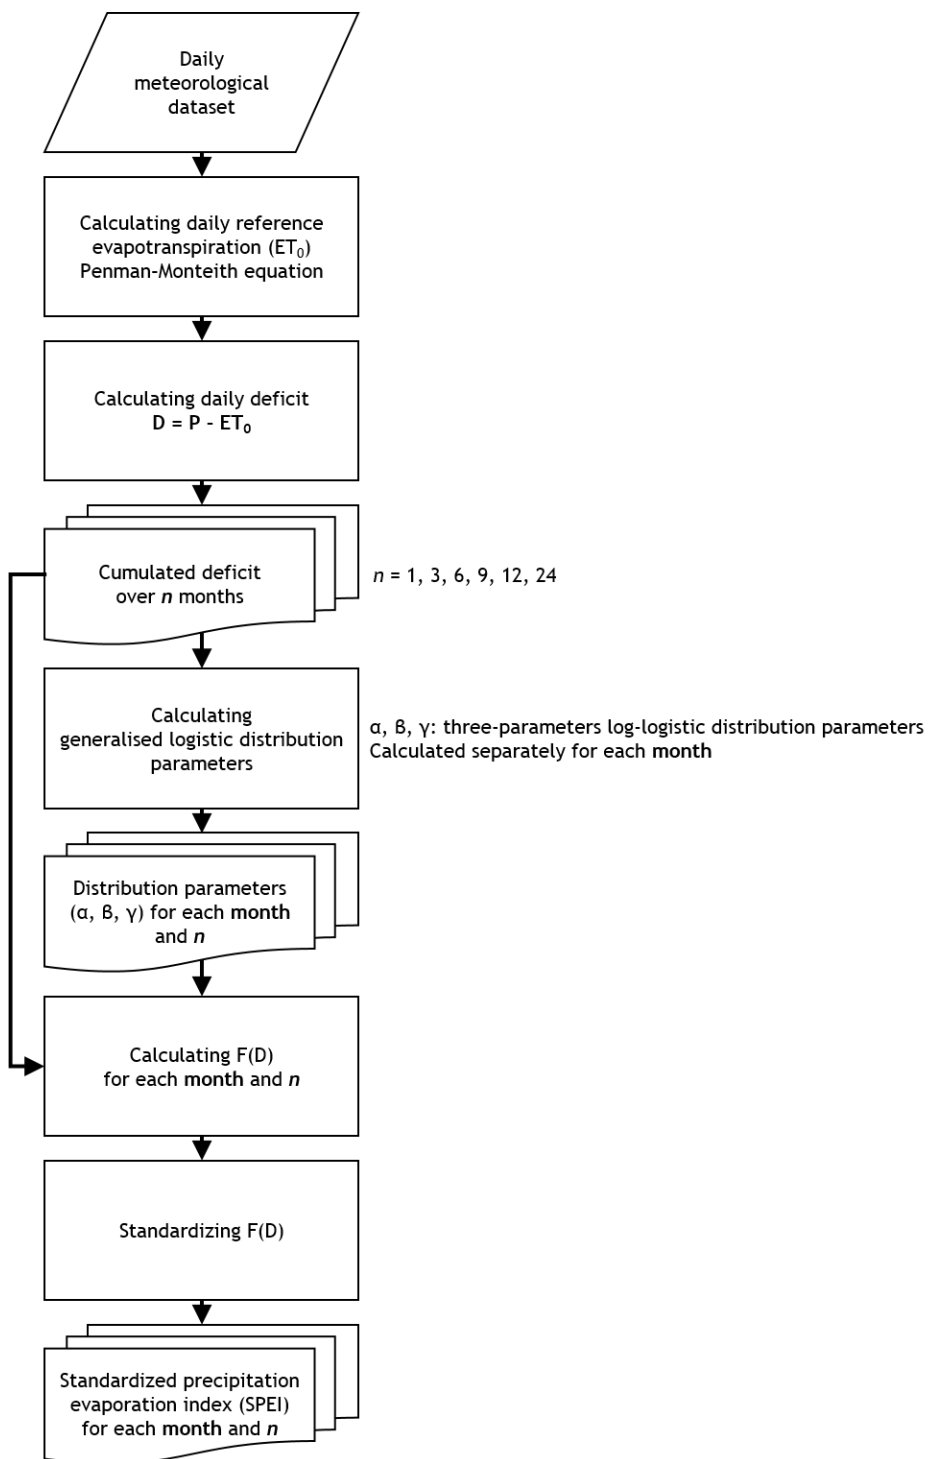 Daily
meteorological
dataset
Calculating daily reference
evapotranspiration (ET₀)
Penman-Monteith equation
Calculating daily deficit
D = P - ET₀
Cumulated deficit
over n months
n = 1, 3, 6, 9, 12, 24
Calculating
generalised logistic distribution
parameters
α, β, γ: three-parameters log-logistic distribution parameters
Calculated separately for each month
Distribution parameters
(α, β, γ) for each month
and n
Calculating F(D)
for each month and n
Standardizing F(D)
Standardized precipitation
evaporation index (SPEI)
for each month and n